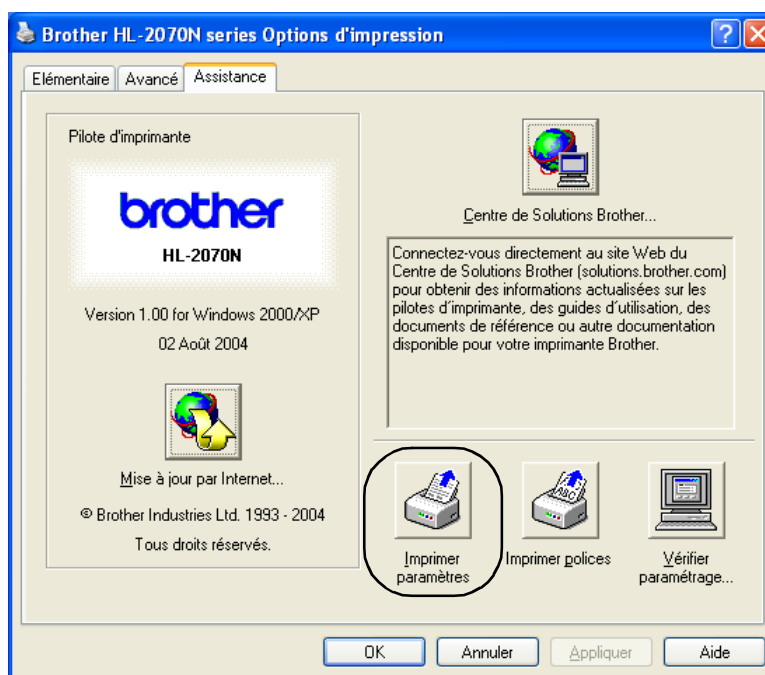 Brother HL-2070N series Options d'impression
Elémentaire
Avancé
Assistance
Pilote d'imprimante
brother
HL-2070N
Version 1.00 for Windows 2000/XP
02 Août 2004
Mise à jour par Internet...
© Brother Industries Ltd. 1993 - 2004
Tous droits réservés.
Centre de Solutions Brother...
Connectez-vous directement au site Web du
Centre de Solutions Brother (solutions.brother.com)
pour obtenir des informations actualisées sur les
pilotes d´imprimante, des guides d´utilisation, des
documents de référence ou autre documentation
disponible pour votre imprimante Brother.
Imprimer
paramètres
ABC
Imprimer polices
Vérifier
paramétrage...
OK
Annuler
Appliquer
Aide